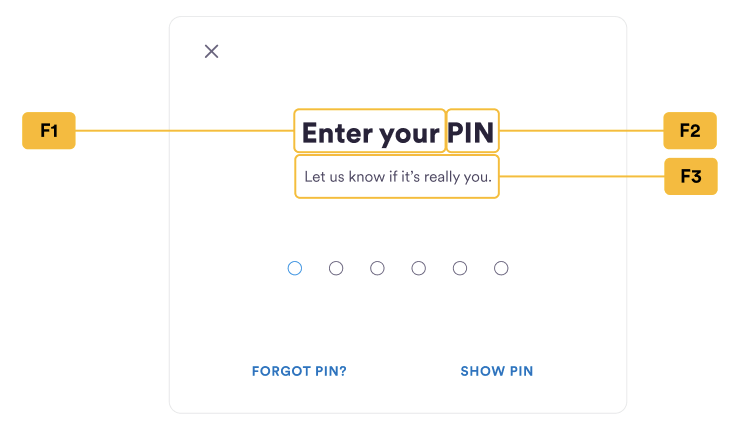 F1
Enter your PIN
F2
Let us know if it's really you.
F3
FORGOT PIN?
SHOW PIN